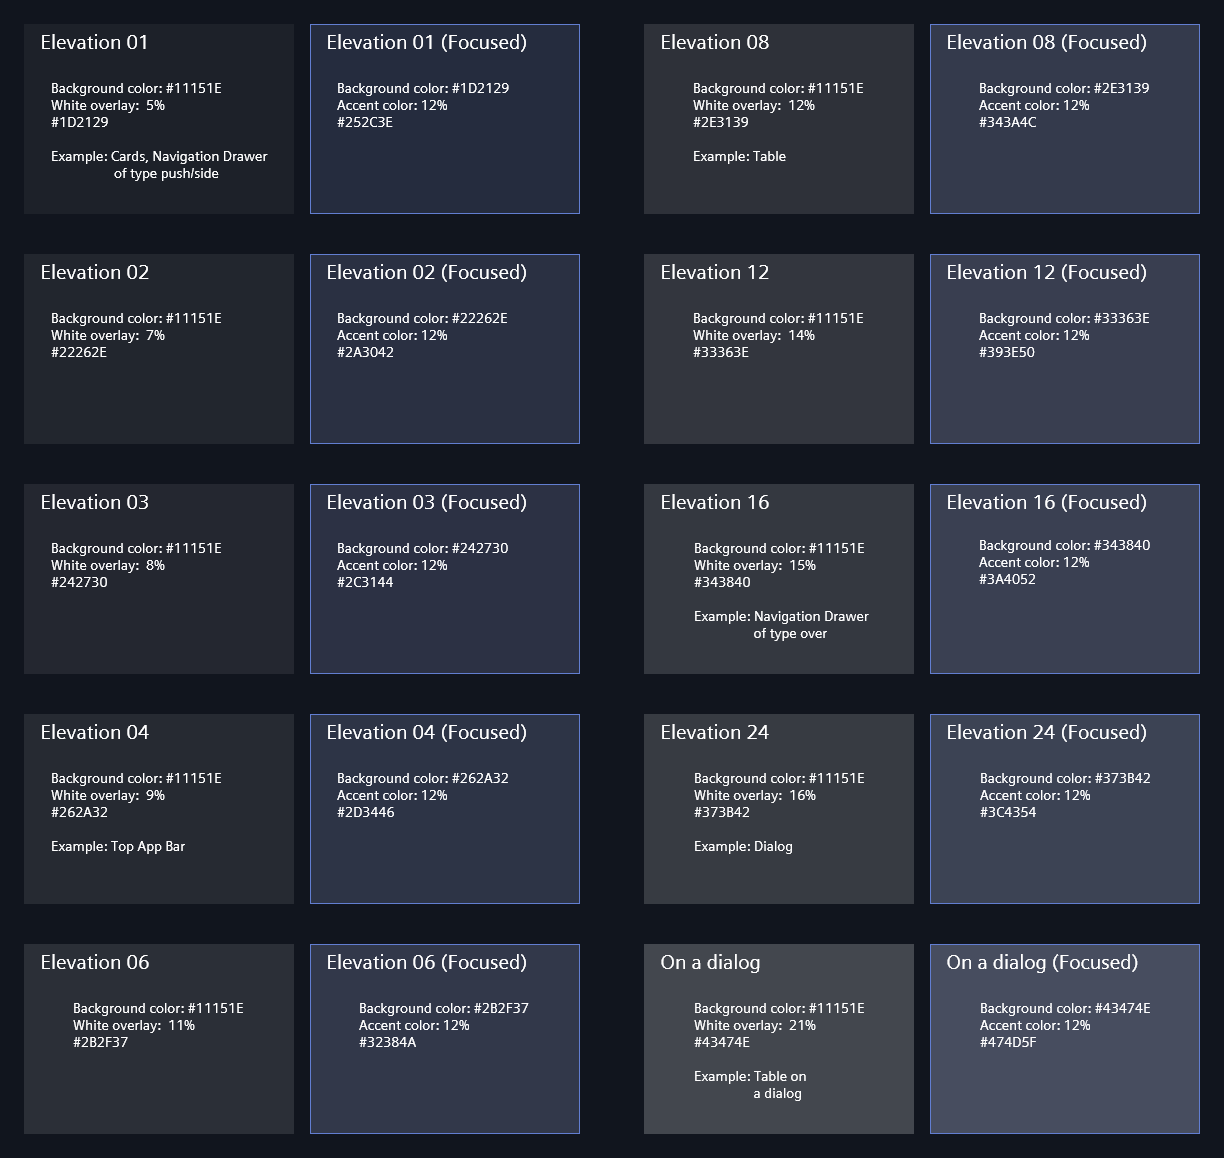 Elevation 01
Background color: #11151E
White overlay:  5%
#1D2129
Example: Cards, Navigation Drawer
of type push/side
Elevation 01 (Focused)
Background color: #1D2129
Accent color: 12%
#252C3E
Elevation 08
Background color: #11151E
White overlay:  12%
#2E3139
Example: Table
Elevation 08 (Focused)
Background color: #2E3139
Accent color: 12%
#343A4C
Elevation 02
Background color: #11151E
White overlay:  7%
#22262E
Elevation 02 (Focused)
Background color: #22262E
Accent color: 12%
#2A3042
Elevation 12
Background color: #11151E
White overlay:  14%
#33363E
Elevation 12 (Focused)
Background color: #33363E
Accent color: 12%
#393E50
Elevation 03
Background color: #11151E
White overlay:  8%
#242730
Elevation 03 (Focused)
Background color: #242730
Accent color: 12%
#2C3144
Elevation 16
Background color: #11151E
White overlay:  15%
#343840
Example: Navigation Drawer
of type over
Elevation 16 (Focused)
Background color: #343840
Accent color: 12%
#3A4052
Elevation 04
Background color: #11151E
White overlay:  9%
#262A32
Example: Top App Bar
Elevation 04 (Focused)
Background color: #262A32
Accent color: 12%
#2D3446
Elevation 24
Background color: #11151E
White overlay:  16%
#373B42
Example: Dialog
Elevation 24 (Focused)
Background color: #373B42
Accent color: 12%
#3C4354
Elevation 06
Background color: #11151E
White overlay:  11%
#2B2F37
Elevation 06 (Focused)
Background color: #2B2F37
Accent color: 12%
#32384A
On a dialog
Background color: #11151E
White overlay:  21%
#43474E
Example: Table on
a dialog
On a dialog (Focused)
Background color: #43474E
Accent color: 12%
#474D5F